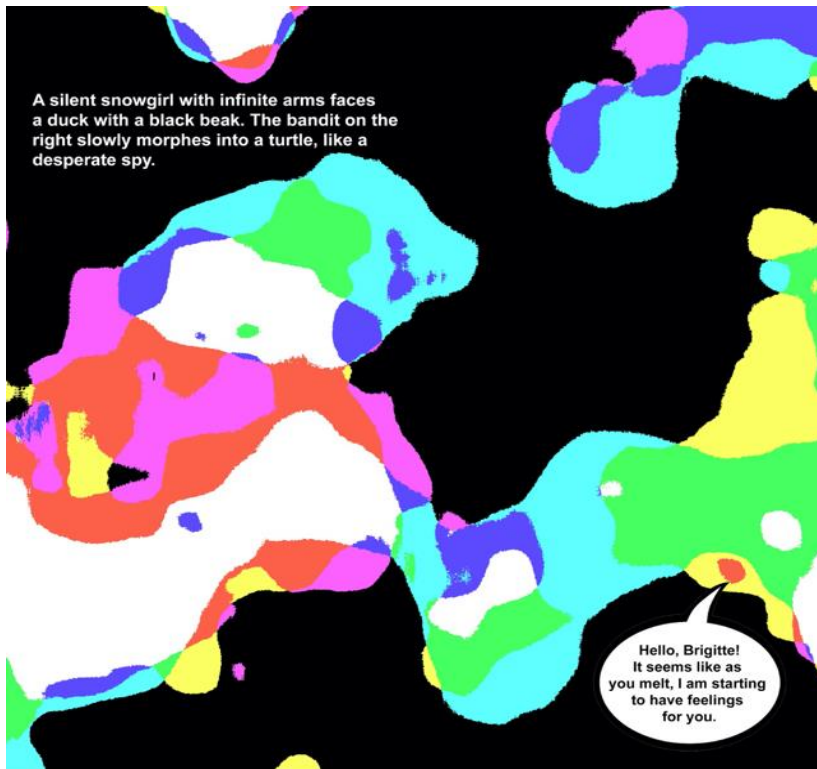 A silent snowgirl with infinite arms faces
a duck with a black beak. The bandit on the
right slowly morphes into a turtle, like a
desperate spy.
Hello, Brigitte!
It seems like as
you melt, I am starting
to have feelings
for you.